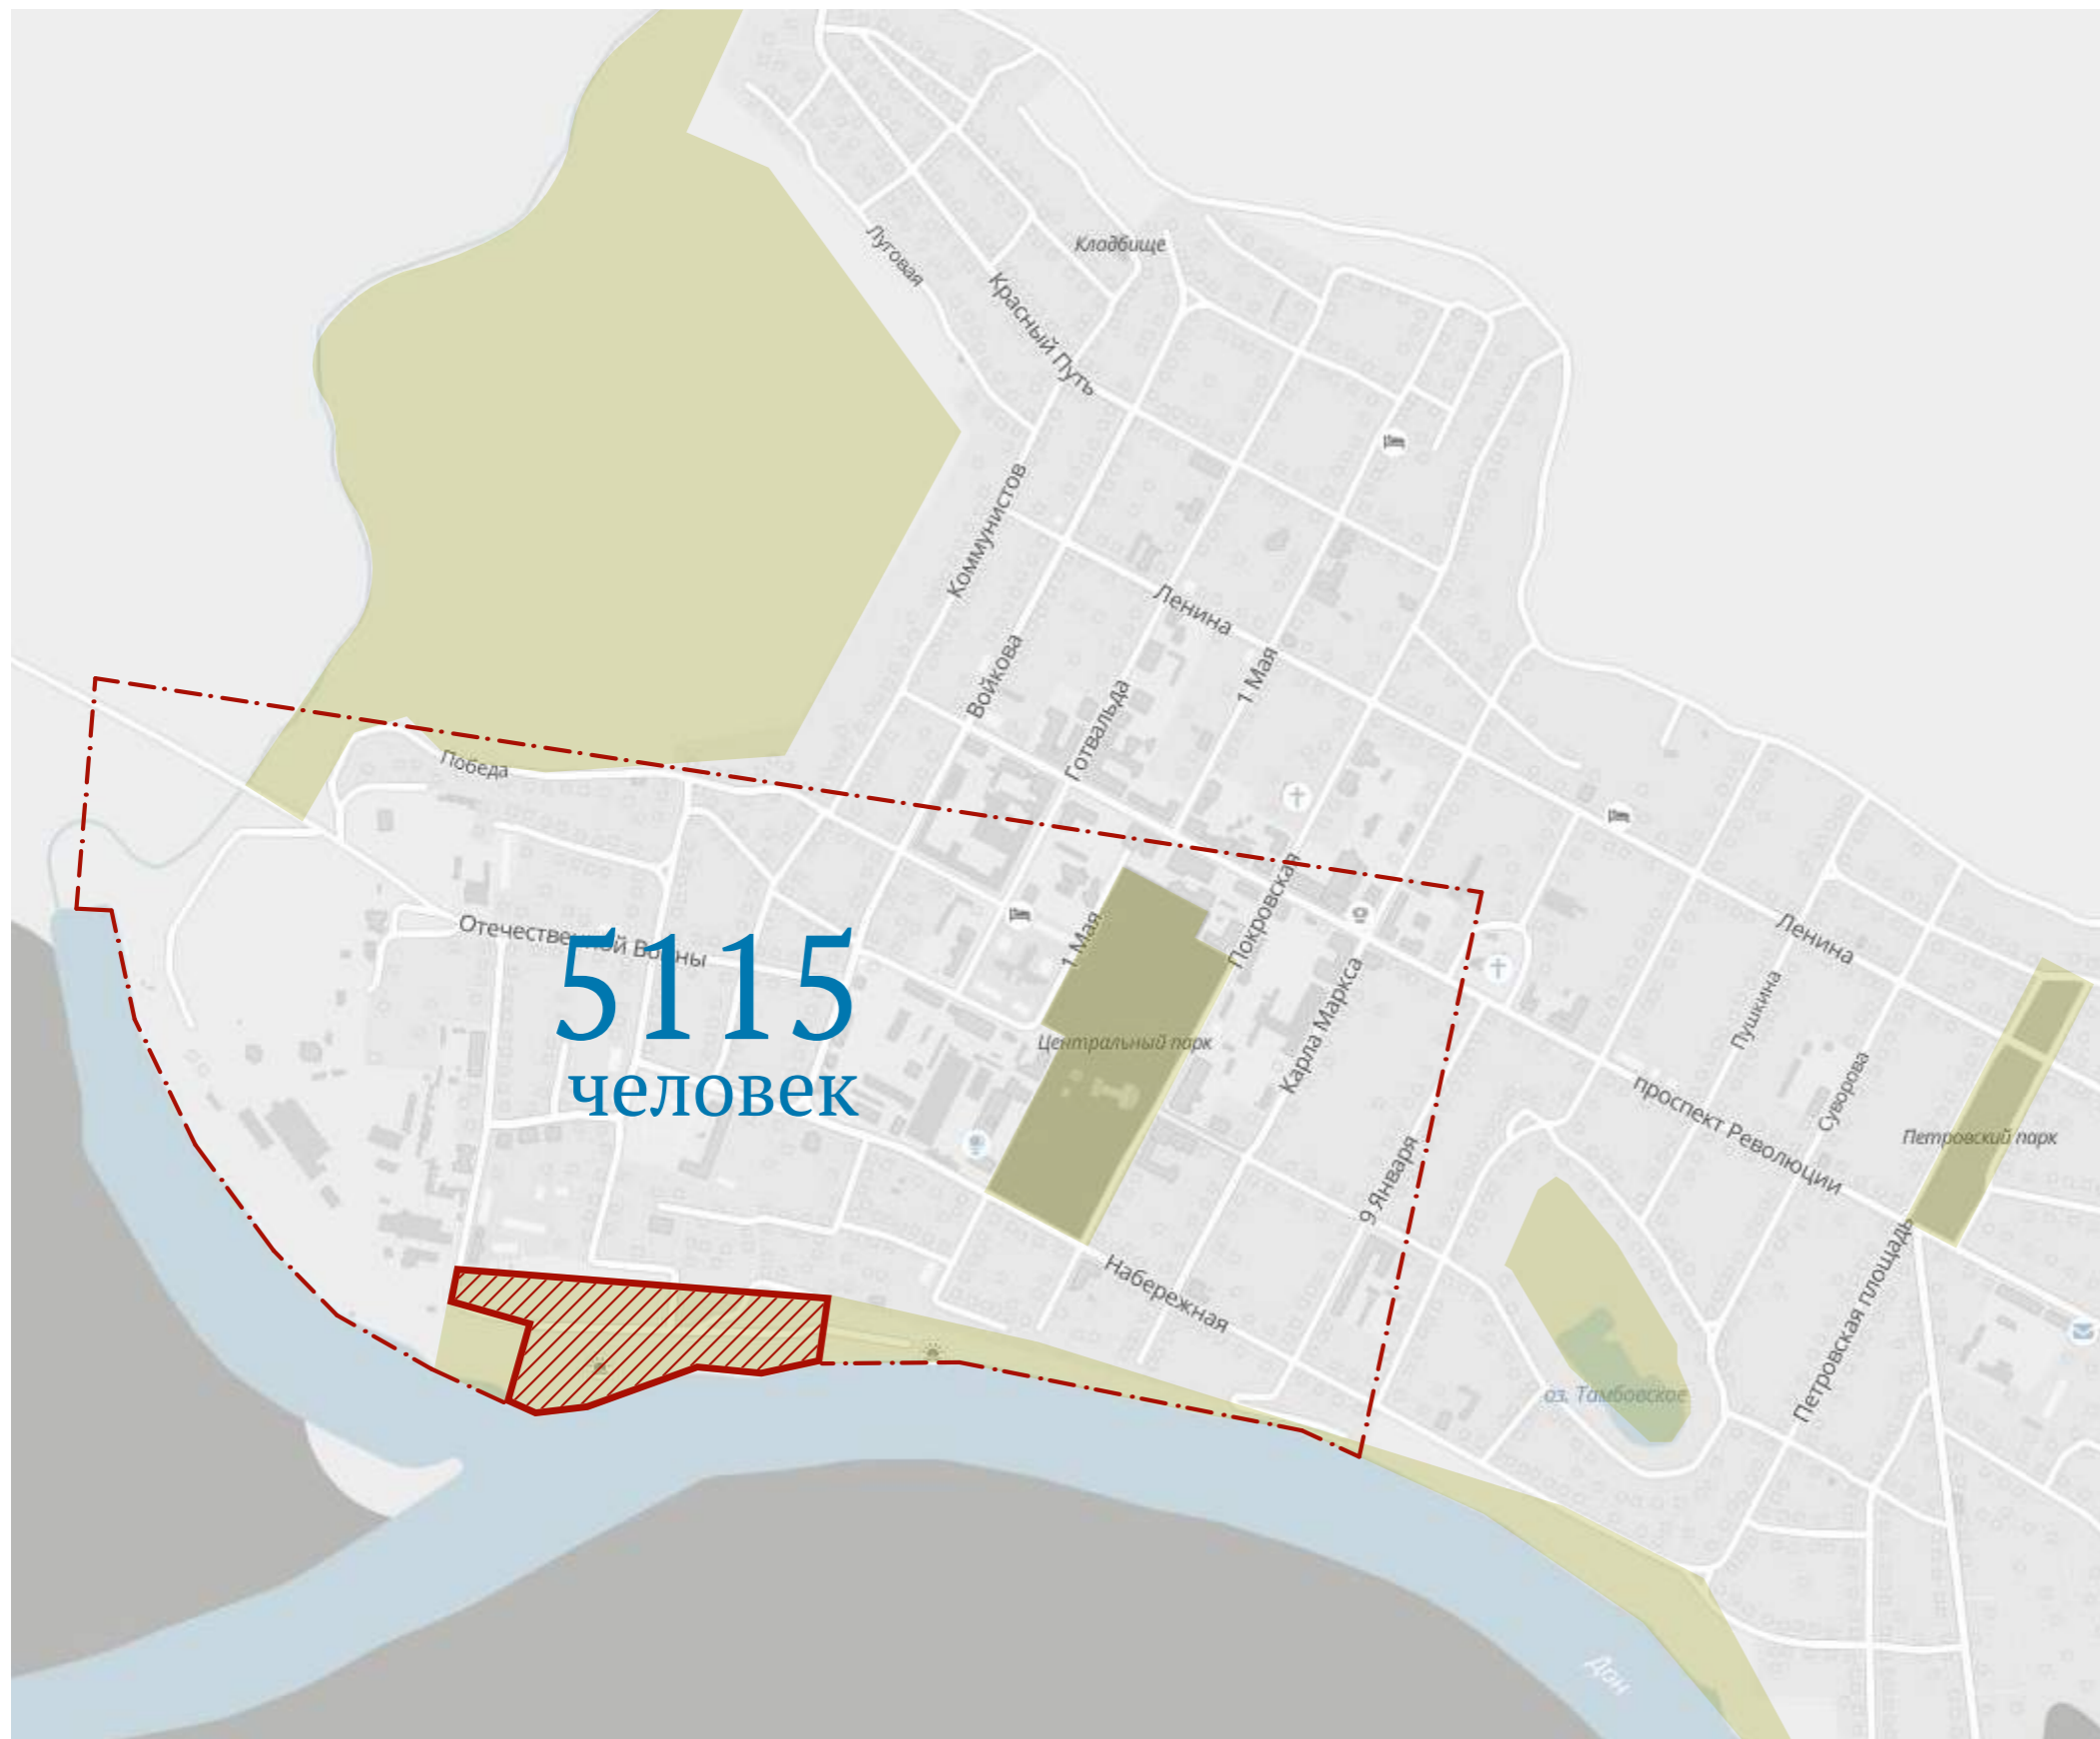 Кладбище
Луговая
Красный Путь
Коммунистов
Ленина
Войкова
1 Мая
Готвальда
Победа
Покровская
1 Мая
Отечественной Войны
5115
человек
Центральный парк
Карла Маркса
Ленина
Пушкина
Суворова
проспект Революции
Петровский парк
9 Января
Набережная
Петровская площадь
оз. Тамбовское
Дон